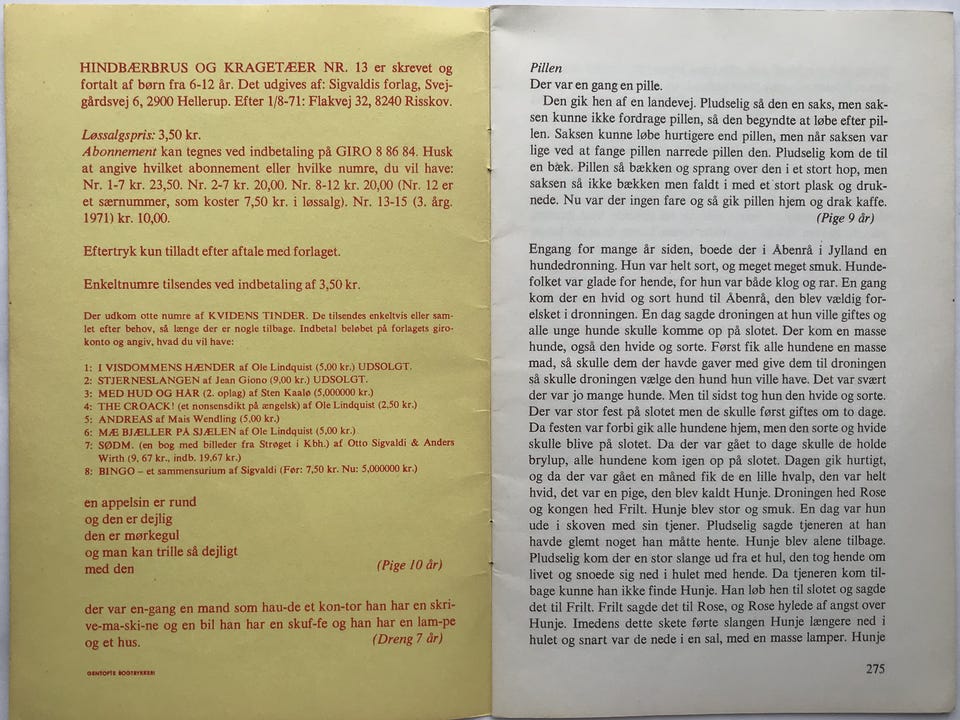 HINDBÆRBRUS OG KRAGETÆER NR. 13 er skrevet og
fortalt af børn fra 6-12 år. Det udgives af: Sigvaldis forlag, Svej-
gårdsvej 6, 2900 Hellerup. Efter 1/8-71: Flakvej 32, 8240 Risskov.
Løssalgspris: 3,50 kr.
Abonnement kan tegnes ved indbetaling på GIRO 8 86 84. Husk
at angive hvilket abonnement eller hvilke numre, du vil have:
Nr. 1-7 kr. 23,50. Nr. 2-7 kr. 20,00. Nr. 8-12 kr. 20,00 (Nr. 12 er
et særnummer, som koster 7,50 kr. i løssalg). Nr. 13-15 (3. årg.
1971) kr. 10,00.
Eftertryk kun tilladt efter aftale med forlaget.
Enkeltnumre tilsendes ved indbetaling af 3,50 kr.
Der udkom otte numre af KVIDENS TINDER. De tilsendes enkeltvis eller sam-
let efter behov, så længe der er nogle tilbage. Indbetal beløbet på forlagets giro-
konto og angiv, hvad du vil have:
1: I VISDOMMENS HÆNDER af Ole Lindquist (5,00 kr.) UDSOLGT.
2: STJERNESLANGEN af Jean Giono (9,00 kr.) UDSOLGT.
3: MED HUD OG HÅR (2. oplag) af Sten Kaalø (5,000000 kr.)
4: THE CROACK! (et nonsensdikt på ængelsk) af Ole Lindquist (2,50 kr.)
5: ANDREAS af Mais Wendling (5,00 kr.)
6: MÆ BJÆLLER PÅ SJÆLEN af Ole Lindquist (5,00 kr.)
7: SØDM. (en bog med billeder fra Strøget i Kbh.) af Otto Sigvaldi & Anders
Wirth (9,67 kr., indb. 19,67 kr.)
8: BINGO – et sammensurium af Sigvaldi (Før: 7,50 kr. Nu: 5,000000 kr.)
en appelsin er rund
og den er dejlig
den er mørkegul
og man kan trille så dejligt
med den (Pige 10 år)
der var en-gang en mand som hau-de et kon-tor han har en skri-
ve-ma-ski-ne og en bil han har en skuf-fe og han har en lam-pe
og et hus. (Dreng 7 år)
GENTOFTE BOGTRYKKERI
Pillen
Der var en gang en pille.
Den gik hen af en landevej. Pludselig så den en saks, men sak-
sen kunne ikke fordrage pillen, så den begyndte at løbe efter pil-
len. Saksen kunne løbe hurtigere end pillen, men når saksen var
lige ved at fange pillen narrede pillen den. Pludselig kom de til
en bæk. Pillen så bækken og sprang over den i et stort hop, men
saksen så ikke bækken men faldt i med et stort plask og druk-
nede. Nu var der ingen fare og så gik pillen hjem og drak kaffe.
(Pige 9 år)
Engang for mange år siden, boede der i Åbenrå i Jylland en
hundedronning. Hun var helt sort, og meget meget smuk. Hunde-
folket var glade for hende, for hun var både klog og rar. En gang
kom der en hvid og sort hund til Åbenrå, den blev vældig for-
elsket i dronningen. En dag sagde droningen at hun ville giftes og
alle unge hunde skulle komme op på slotet. Der kom en masse
hunde, også den hvide og sorte. Først fik alle hundene en masse
mad, så skulle dem der havde gaver med give dem til droningen
så skulle droningen vælge den hund hun ville have. Det var svært
der var jo mange hunde. Men til sidst tog hun den hvide og sorte.
Der var stor fest på slotet men de skulle først giftes om to dage.
Da festen var forbi gik alle hundene hjem, men den sorte og hvide
skulle blive på slotet. Da der var gået to dage skulle de holde
brylup, alle hundene kom igen op på slotet. Dagen gik hurtigt,
og da der var gået en måned fik de en lille hvalp, den var helt
hvid, det var en pige, den blev kaldt Hunje. Droningen hed Rose
og kongen hed Frilt. Hunje blev stor og smuk. En dag var hun
ude i skoven med sin tjener. Pludselig sagde tjeneren at han
havde glemt noget han måtte hente. Hunje blev alene tilbage.
Pludselig kom der en stor slange ud fra et hul, den tog hende om
livet og snoede sig ned i hulet med hende. Da tjeneren kom til-
bage kunne han ikke finde Hunje. Han løb hen til slotet og sagde
det til Frilt. Frilt sagde det til Rose, og Rose hylede af angst over
Hunje. Imedens dette skete førte slangen Hunje længere ned i
hulet og snart var de nede i en sal, med en masse lamper. Hunje
275